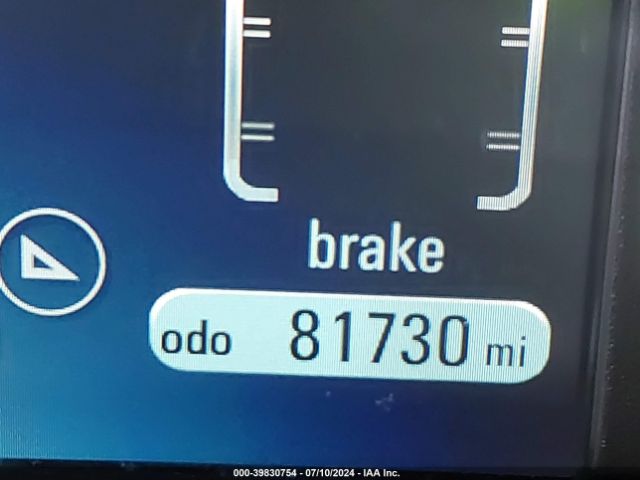 brake
odo 81730 mi
000-39830754 - 07/10/2024 - IAA Inc.